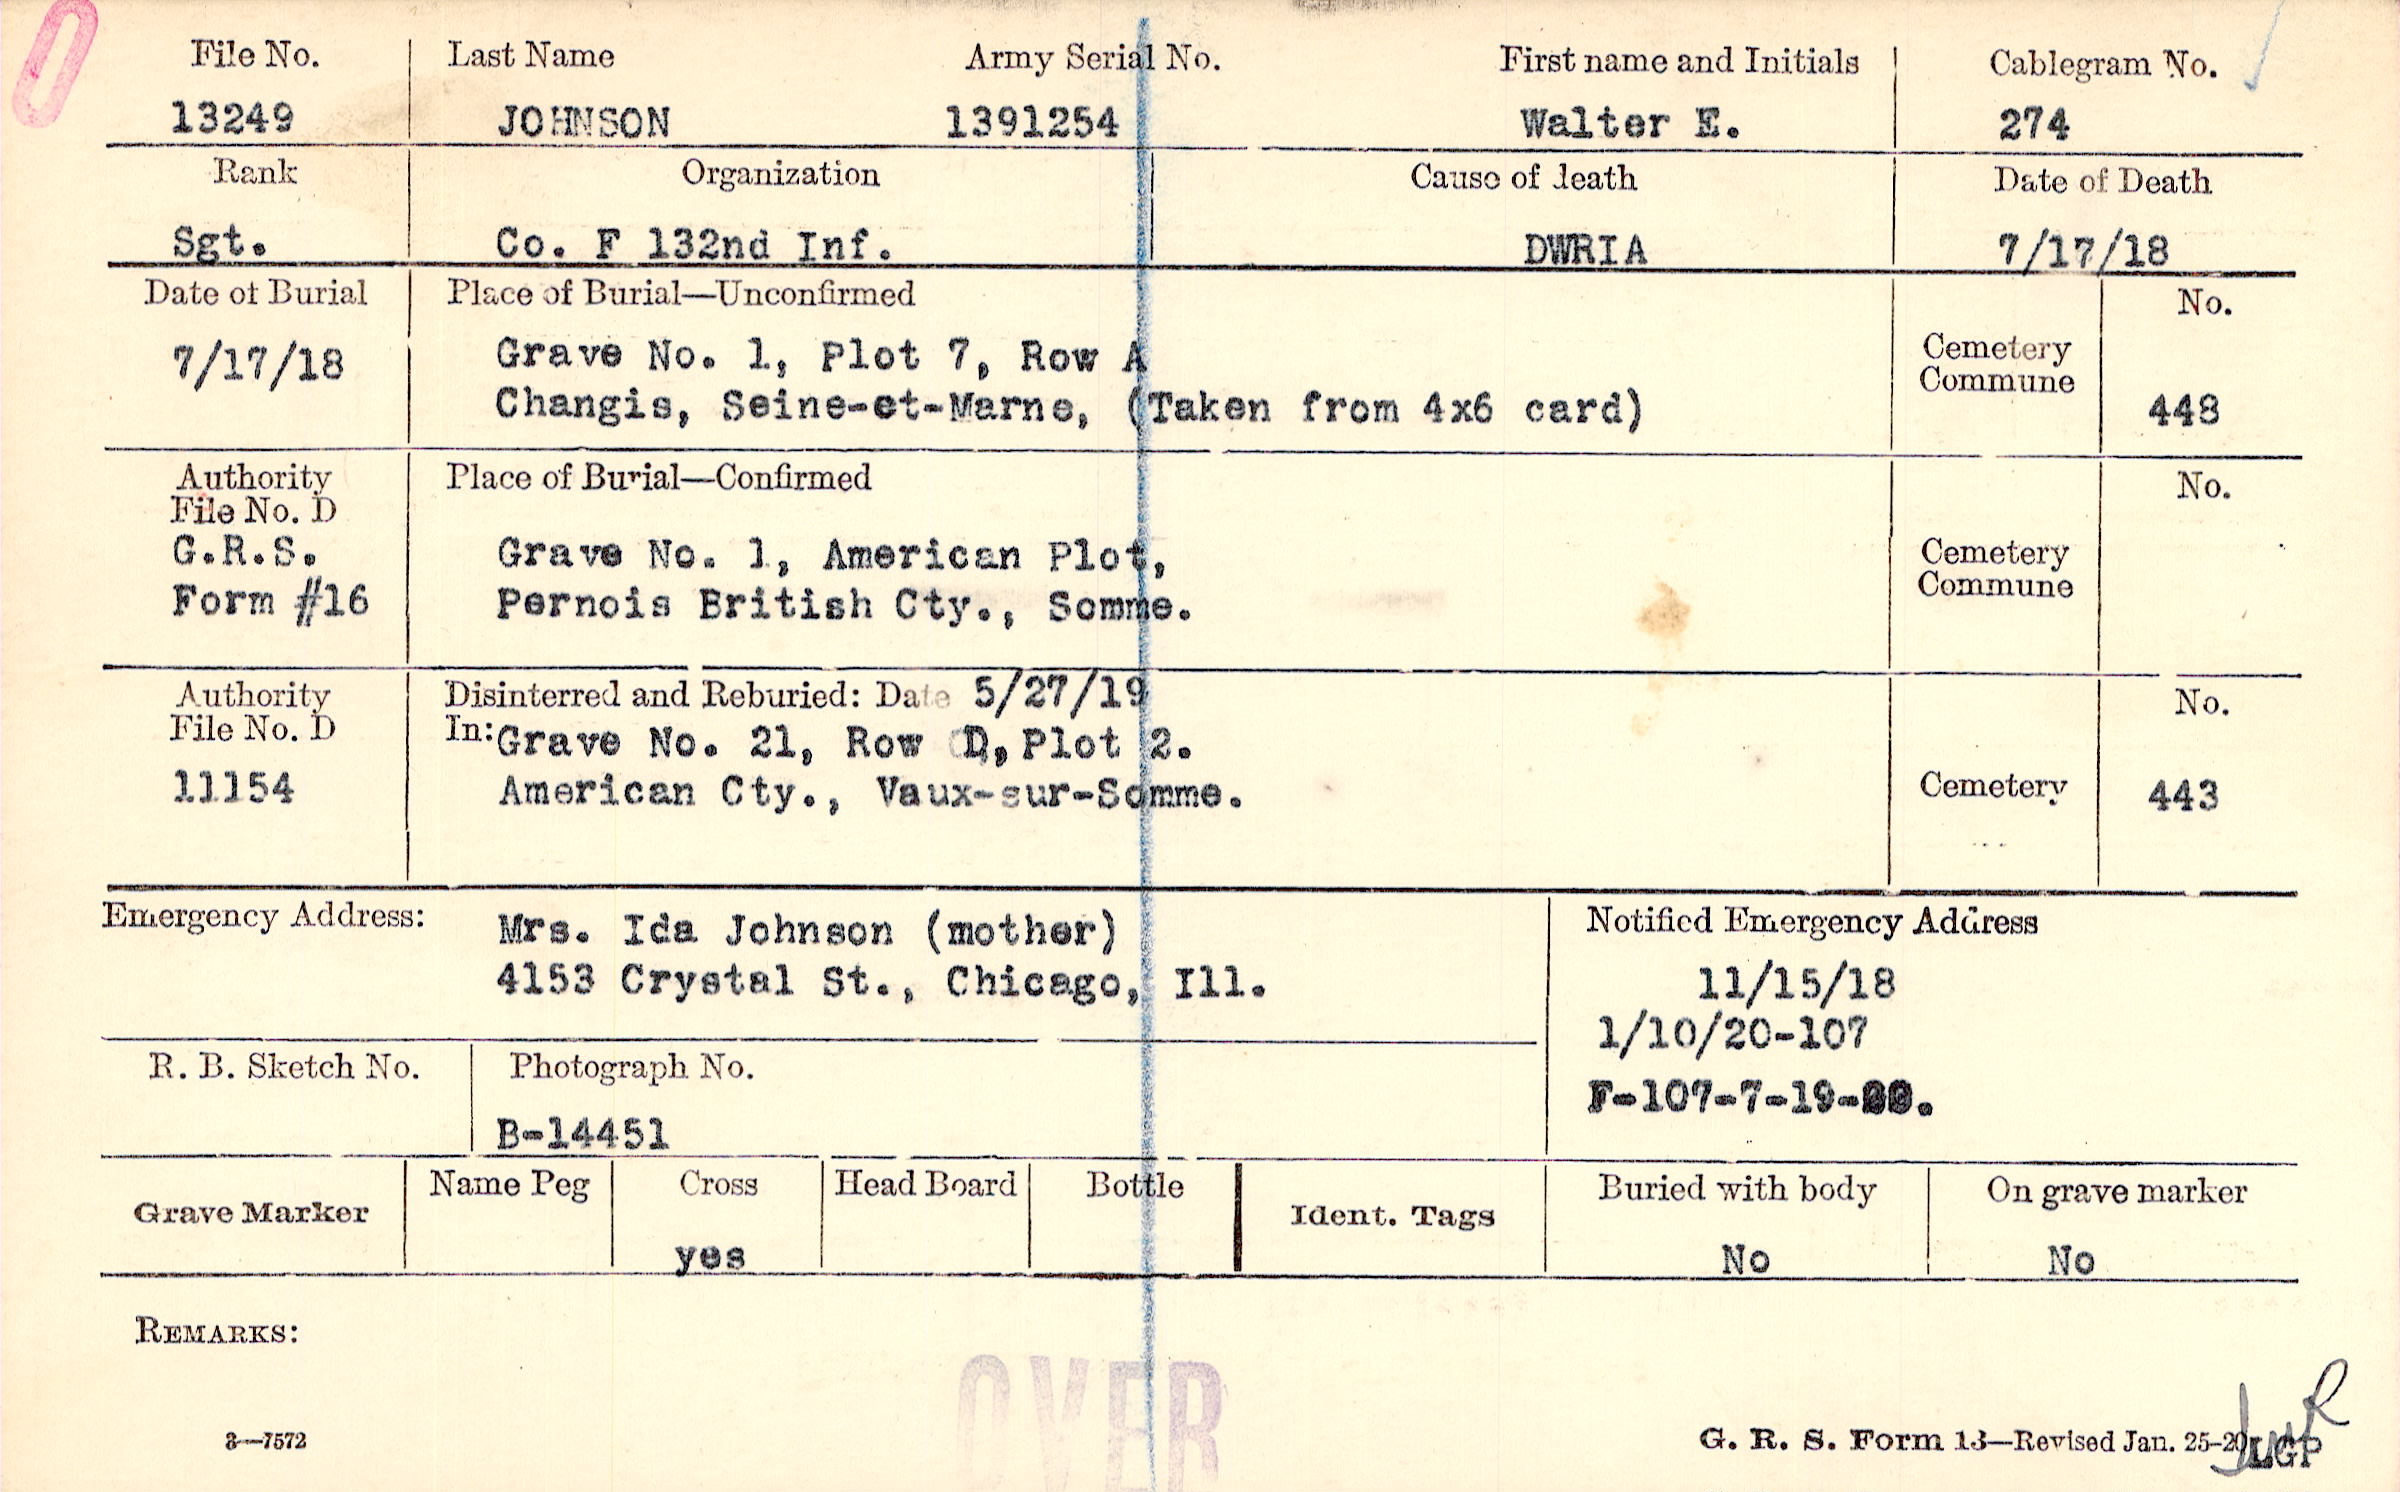 File No. Last Name Army Serial No. First name and Initials Cablegram No.
13249 JOHNSON 1391254 Walter E. 274
Rank Organization Cause of death Date of Death
Sgt. Co. F 132nd Inf. DWRIA 7/17/18
Date of Burial Place of Burial—Unconfirmed No.
7/17/18 Grave No. 1, Plot 7, Row A Cemetery
Changis, Seine-et-Marne, (Taken from 4x6 card) Commune 448
Authority Place of Burial—Confirmed No.
File No. D
G.R.S. Grave No. 1, American Plot, Cemetery
Form #16 Pernois British Cty., Somme. Commune
Authority Disinterred and Reburied: Date 5/27/19 No.
File No. D In: Grave No. 21, Row D, Plot 2.
11154 American Cty., Vaux-sur-Somme. Cemetery 443
Emergency Address: Mrs. Ida Johnson (mother) Notified Emergency Address
4153 Crystal St., Chicago, Ill. 11/15/18
1/10/20-107
R. B. Sketch No. Photograph No.
F-107-7-19-
B-14451
Grave Marker Name Peg Cross Head Board Bottle Ident. Tags Buried with body On grave marker
yes No No
REMARKS:
OVER
3—7572 G. R. S. Form 13—Revised Jan. 25-20 LGP